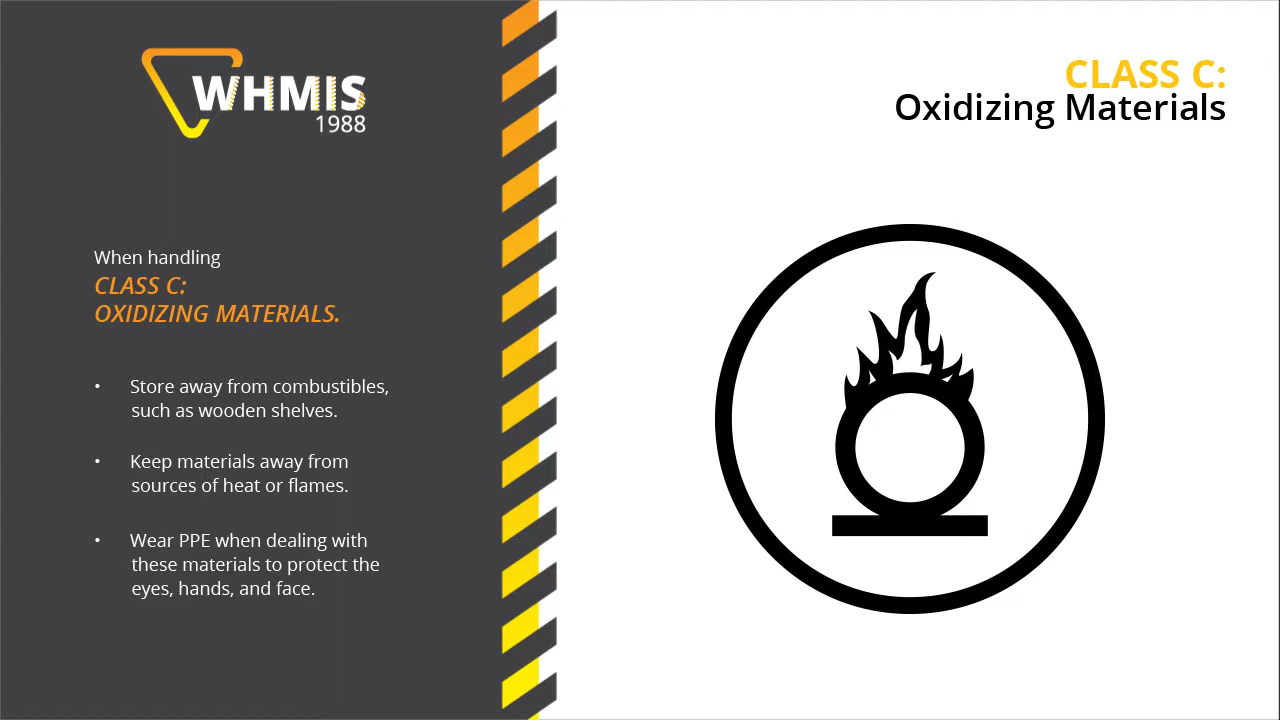 WHMIS
1988
When handling
CLASS C:
OXIDIZING MATERIALS.
• Store away from combustibles,
such as wooden shelves.
• Keep materials away from
sources of heat or flames.
• Wear PPE when dealing with
these materials to protect the
eyes, hands, and face.
CLASS C:
Oxidizing Materials